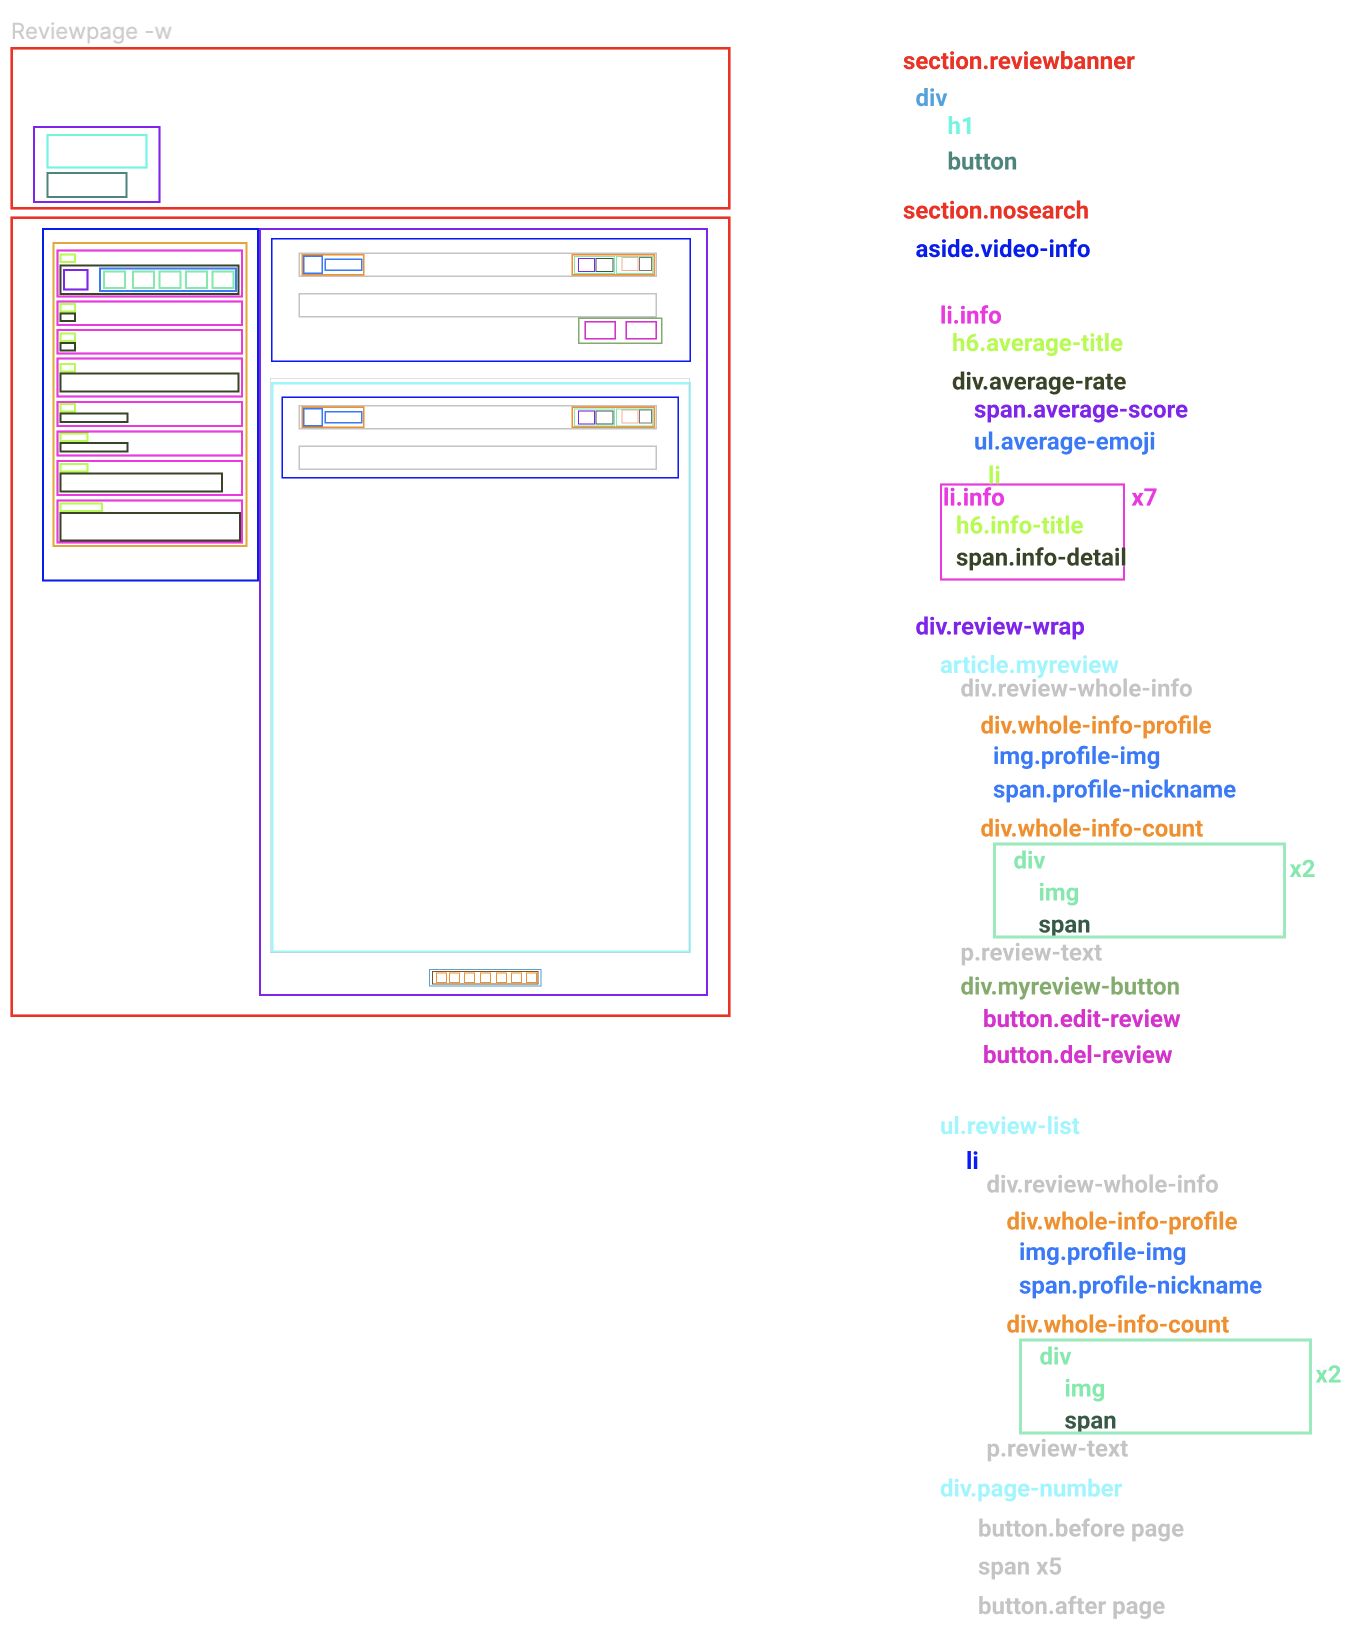 Reviewpage -w
section.reviewbanner
div
h1
button
section.nosearch
aside.video-info
li.info
h6.average-title
div.average-rate
span.average-score
ul.average-emoji
li
li.info x7
h6.info-title
span.info-detail
div.review-wrap
article.myreview
div.review-whole-info
div.whole-info-profile
img.profile-img
span.profile-nickname
div.whole-info-count
div x2
img
span
p.review-text
div.myreview-button
button.edit-review
button.del-review
ul.review-list
li
div.review-whole-info
div.whole-info-profile
img.profile-img
span.profile-nickname
div.whole-info-count
div x2
img
span
p.review-text
div.page-number
button.before page
span x5
button.after page